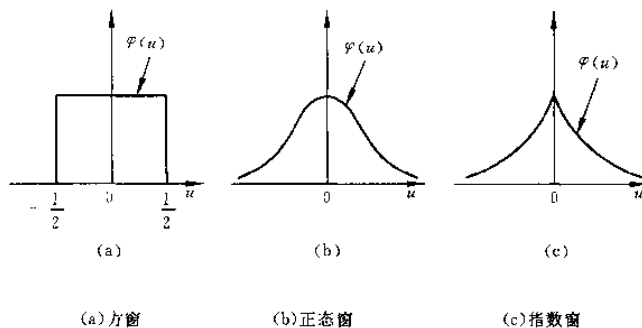 φ(u)
φ(u)
φ(u)
-1/2 0 1/2 u
0 u
0 u
(a) (b) (c)
(a)方窗 (b)正态窗 (c)指数窗